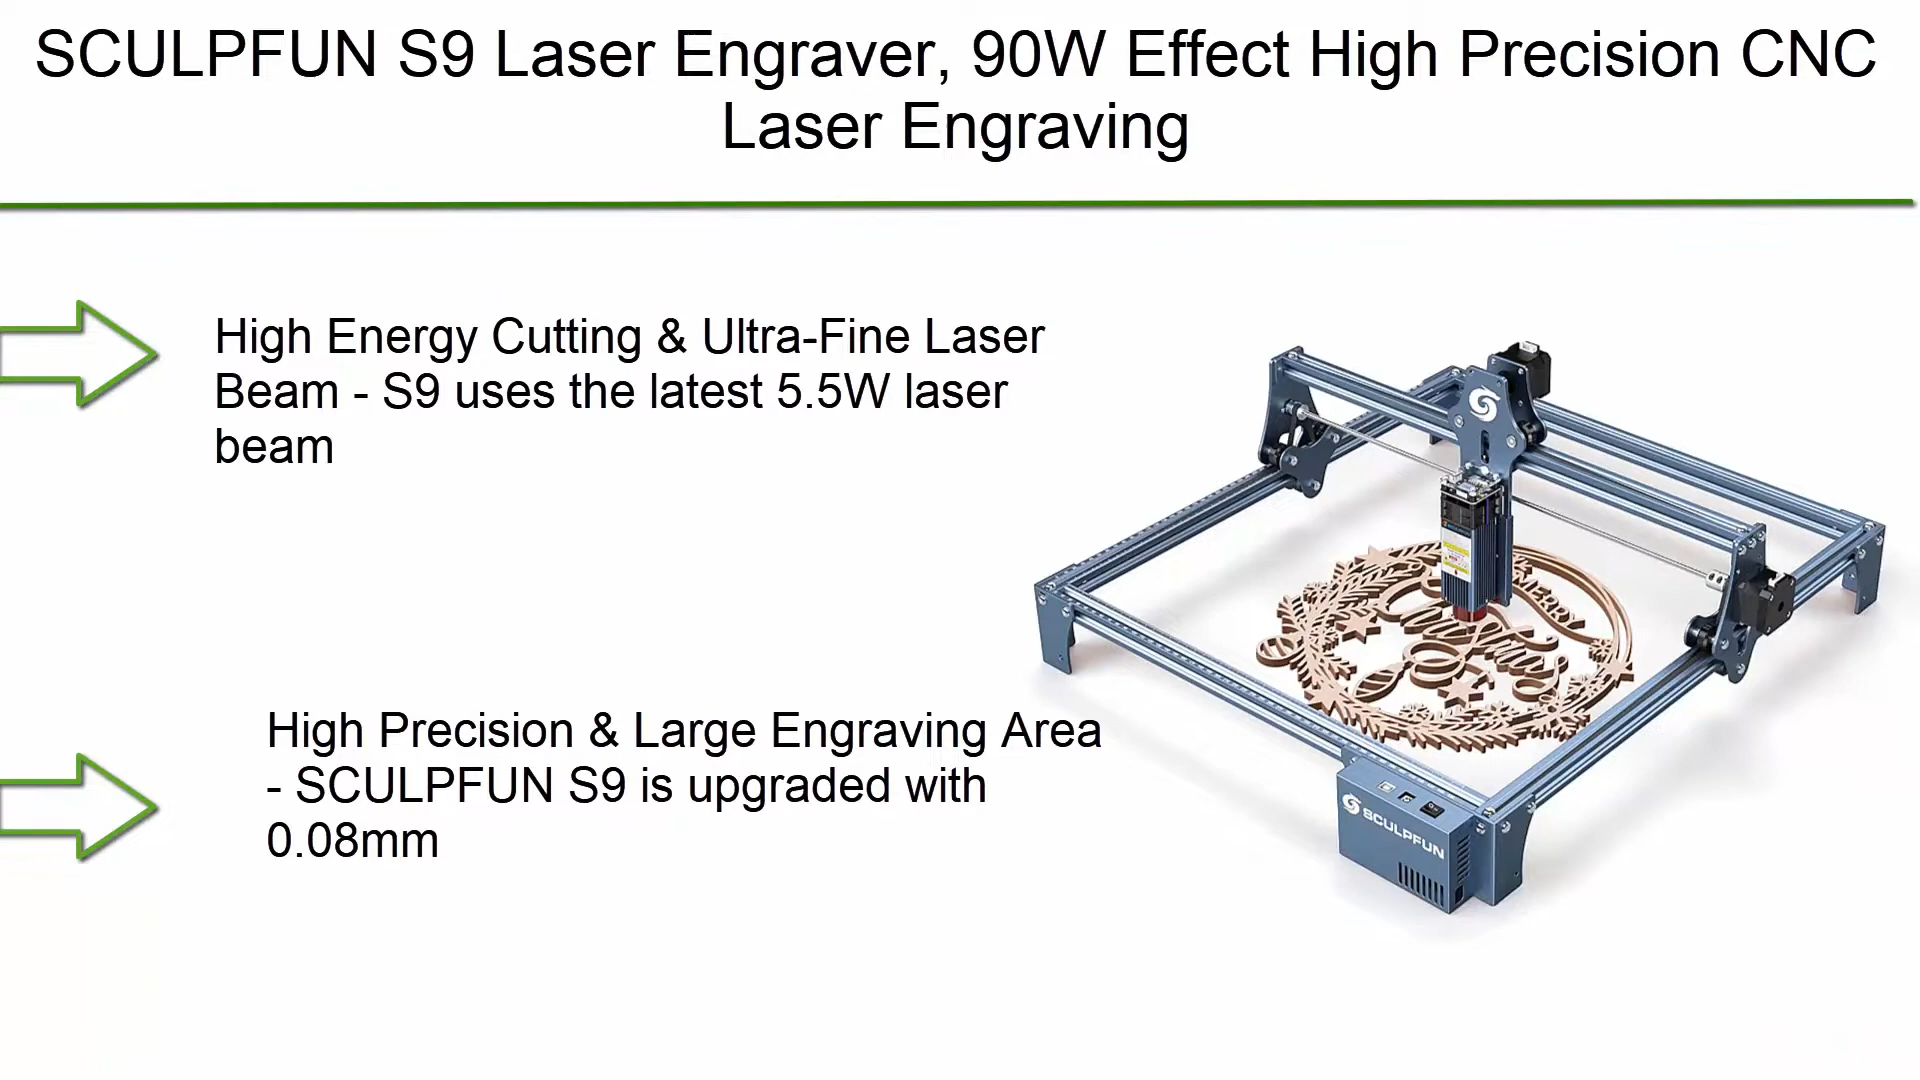 SCULPFUN S9 Laser Engraver, 90W Effect High Precision CNC
Laser Engraving
High Energy Cutting & Ultra-Fine Laser
Beam - S9 uses the latest 5.5W laser
beam
High Precision & Large Engraving Area
- SCULPFUN S9 is upgraded with
0.08mm
MERRY
Christmas
SCULPFUN